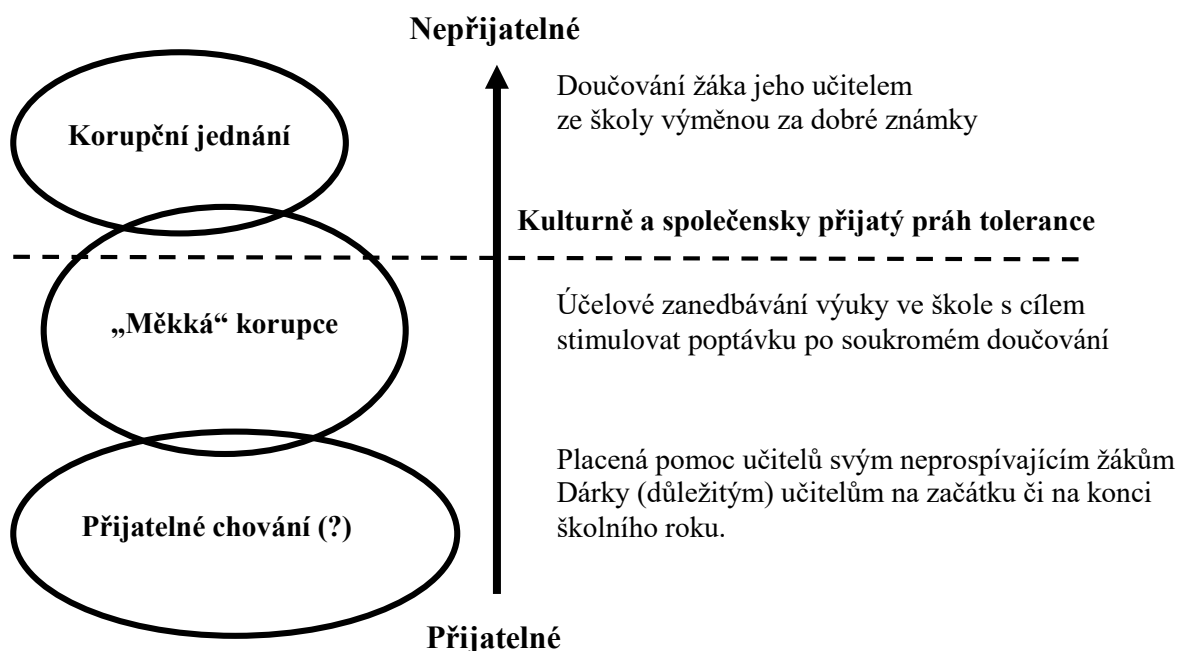 Nepřijatelné
Doučování žáka jeho učitelem
ze školy výměnou za dobré známky
Korupční jednání
Kulturně a společensky přijatý práh tolerance
„Měkká“ korupce
Účelové zanedbávání výuky ve škole s cílem
stimulovat poptávku po soukromém doučování
Placená pomoc učitelů svým neprospívajícím žákům
Dárky (důležitým) učitelům na začátku či na konci
školního roku.
Přijatelné chování (?)
Přijatelné